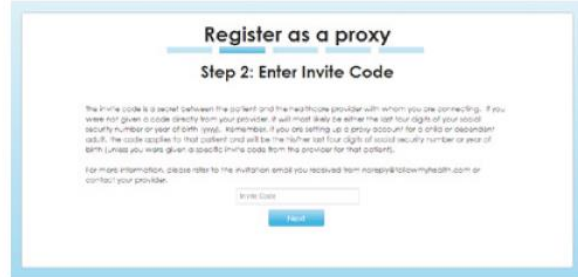 Register as a proxy
Step 2: Enter Invite Code
The invite code is a secret between the patient and the healthcare provider with whom you are connecting. If you
were not given a code directly from your provider, it will most likely be either the last four digits of your social
security number or year of birth (yyyy). Remember, if you are setting up a proxy account for a child or dependant
adult, the code applies to that patient and will be the his/her last four digits of social security number or year of
birth (unless you were given a specific invite code from the provider for that patient).
For more information, please refer to the invitation email you received from noreply@followmyhealth.com or
contact your provider.
Invite Code
Next